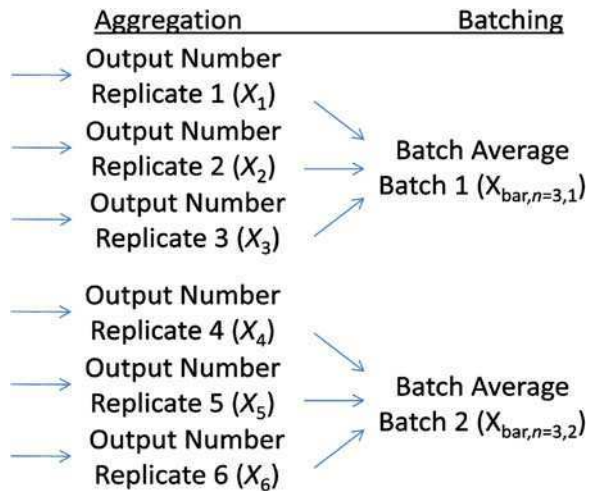 Aggregation Batching
Output Number
Replicate 1 (X1)
Output Number
Replicate 2 (X2)
Output Number
Replicate 3 (X3)
Batch Average
Batch 1 (Xbar,n=3,1)
Output Number
Replicate 4 (X4)
Output Number
Replicate 5 (X5)
Output Number
Replicate 6 (X6)
Batch Average
Batch 2 (Xbar,n=3,2)